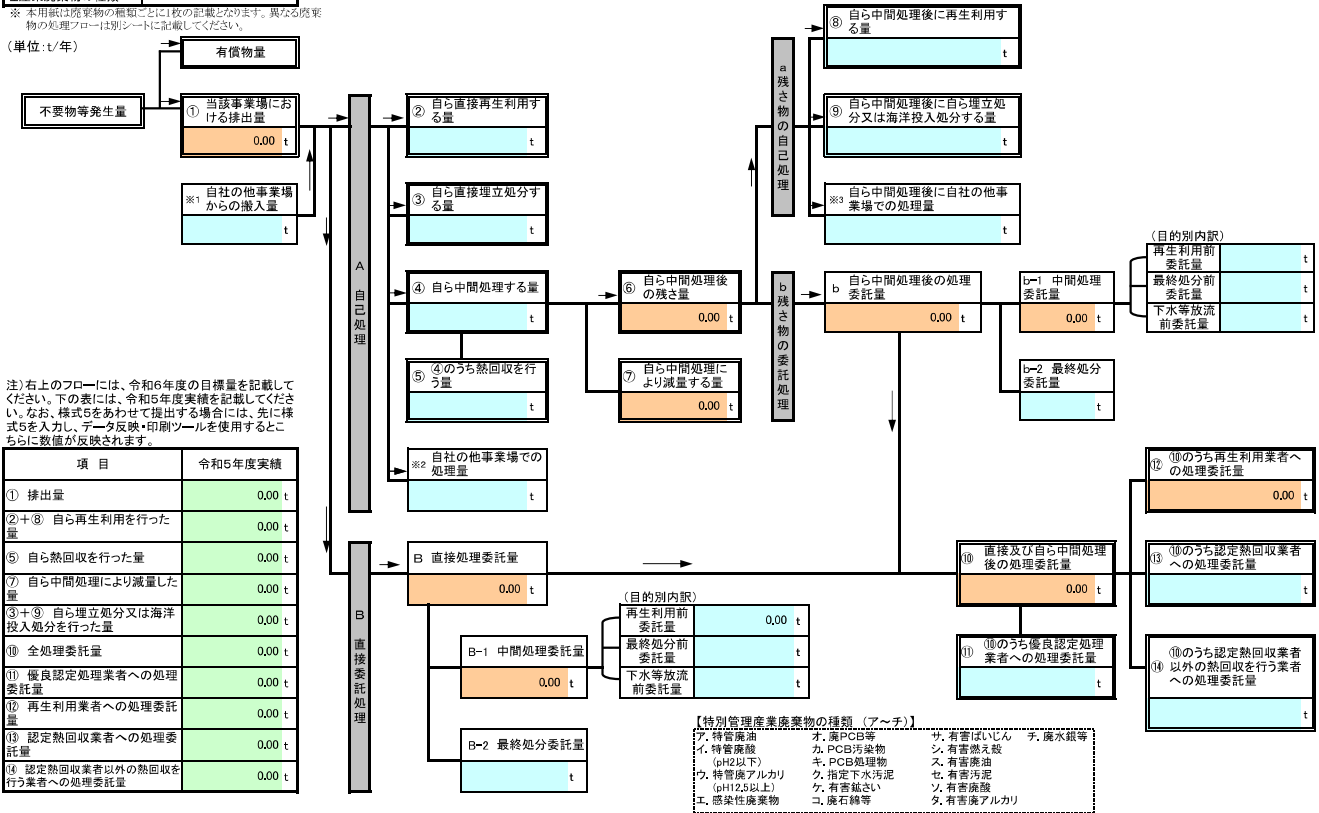 ※ 本用紙は廃棄物の種類ごとに1枚の記載となります。異なる廃棄
物の処理フローは別シートに記載してください。
(単位:t/年)
有償物量
不要物等発生量
① 当該事業場にお
ける排出量
0.00 t
※1 自社の他事業場
からの搬入量
t
A 自己処理
② 自ら直接再生利用す
る量
t
③ 自ら直接埋立処分す
る量
t
④ 自ら中間処理する量
t
⑤ ④のうち熱回収を行
う量
t
※2 自社の他事業場での
処理量
t
⑥ 自ら中間処理後
の残さ量
0.00 t
⑦ 自ら中間処理に
より減量する量
0.00 t
a 残さ物の自己処理
⑧ 自ら中間処理後に再生利用す
る量
t
⑨ 自ら中間処理後に自ら埋立処
分又は海洋投入処分する量
t
※3 自ら中間処理後に自社の他事
業場での処理量
t
b 残さ物の委託処理
b 自ら中間処理後の処理
委託量
0.00 t
b-1 中間処理
委託量
0.00 t
b-2 最終処分
委託量
t
(目的別内訳)
再生利用前
委託量
t
最終処分前
委託量
t
下水等放流
前委託量
t
注)右上のフローには、令和6年度の目標量を記載して
ください。下の表には、令和5年度実績を記載してくださ
い。なお、様式5をあわせて提出する場合には、先に様
式5を入力し、データ反映・印刷ツールを使用するとこ
ちらに数値が反映されます。
項 目 令和5年度実績
① 排出量 0.00 t
②+⑧ 自ら再生利用を行った
量 0.00 t
⑤ 自ら熱回収を行った量 0.00 t
⑦ 自ら中間処理により減量した
量 0.00 t
③+⑨ 自ら埋立処分又は海洋
投入処分を行った量 0.00 t
⑩ 全処理委託量 0.00 t
⑪ 優良認定処理業者への処理
委託量 0.00 t
⑫ 再生利用業者への処理委託
量 0.00 t
⑬ 認定熱回収業者への処理委
託量 0.00 t
⑭ 認定熱回収業者以外の熱回収を
行う業者への処理委託量 0.00 t
B 直接委託処理
B 直接処理委託量
0.00 t
B-1 中間処理委託量
0.00 t
B-2 最終処分委託量
t
(目的別内訳)
再生利用前
委託量
0.00 t
最終処分前
委託量
t
下水等放流
前委託量
t
⑩ 直接及び自ら中間処理
後の処理委託量
0.00 t
⑪ ⑩のうち優良認定処理
業者への処理委託量
t
⑫ ⑩のうち再生利用業者へ
の処理委託量
0.00 t
⑬ ⑩のうち認定熱回収業者
への処理委託量
t
⑭ ⑩のうち認定熱回収業者
以外の熱回収を行う業者
への処理委託量
t
【特別管理産業廃棄物の種類 (ア~チ)】
ア. 特管廃油 オ. 廃PCB等 サ. 有害ばいじん チ. 廃水銀等
イ. 特管廃酸 カ. PCB汚染物 シ. 有害燃え殻
(pH2以下) キ. PCB処理物 ス. 有害廃油
ウ. 特管廃アルカリ ク. 指定下水汚泥 セ. 有害汚泥
(pH12.5以上) ケ. 有害鉱さい ソ. 有害廃酸
エ. 感染性廃棄物 コ. 廃石綿等 タ. 有害廃アルカリ